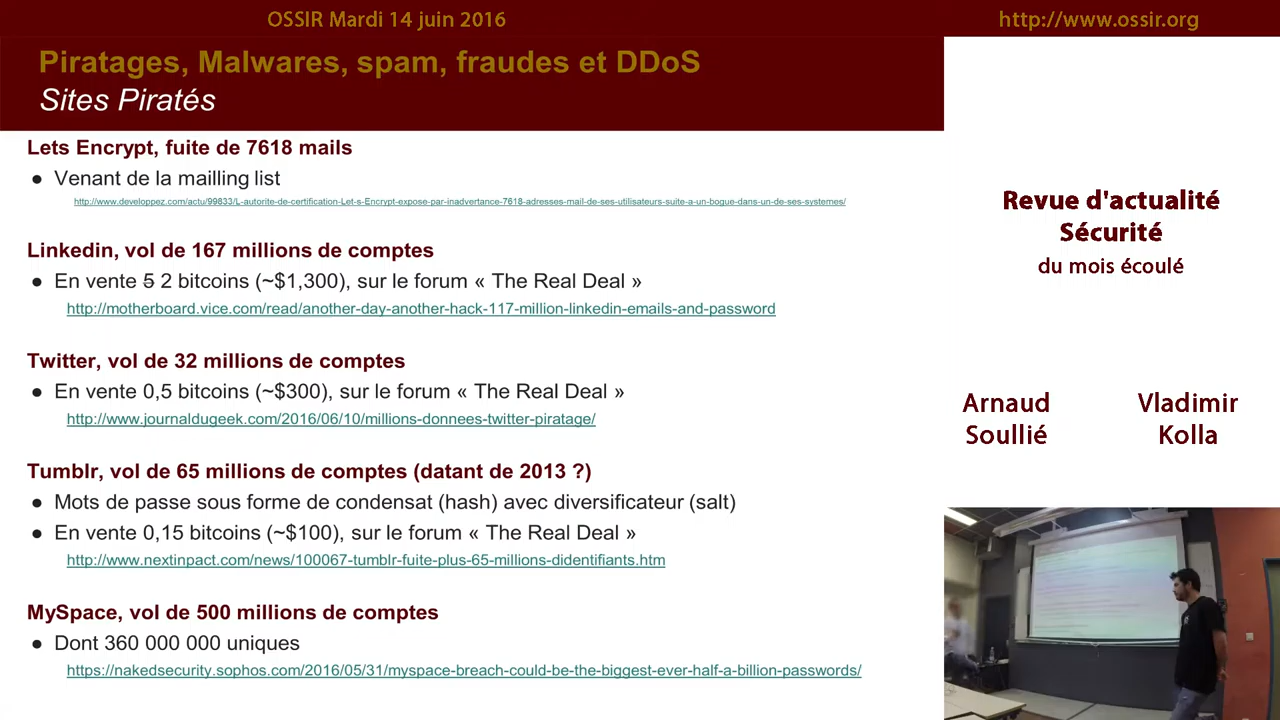 OSSIR Mardi 14 juin 2016
http://www.ossir.org
Piratages, Malwares, spam, fraudes et DDoS
Sites Piratés
Lets Encrypt, fuite de 7618 mails
● Venant de la mailling list
http://www.developpez.com/actu/99833/L-autorite-de-certification-Let-s-Encrypt-expose-par-inadvertance-7618-adresses-mail-de-ses-utilisateurs-suite-a-un-bogue-dans-un-de-ses-systemes/
Linkedin, vol de 167 millions de comptes
● En vente 5 2 bitcoins (~$1,300), sur le forum « The Real Deal »
http://motherboard.vice.com/read/another-day-another-hack-117-million-linkedin-emails-and-password
Twitter, vol de 32 millions de comptes
● En vente 0,5 bitcoins (~$300), sur le forum « The Real Deal »
http://www.journaldugeek.com/2016/06/10/millions-donnees-twitter-piratage/
Tumblr, vol de 65 millions de comptes (datant de 2013 ?)
● Mots de passe sous forme de condensat (hash) avec diversificateur (salt)
● En vente 0,15 bitcoins (~$100), sur le forum « The Real Deal »
http://www.nextinpact.com/news/100067-tumblr-fuite-plus-65-millions-didentifiants.htm
MySpace, vol de 500 millions de comptes
● Dont 360 000 000 uniques
https://nakedsecurity.sophos.com/2016/05/31/myspace-breach-could-be-the-biggest-ever-half-a-billion-passwords/
Revue d'actualité
Sécurité
du mois écoulé
Arnaud
Soullié
Vladimir
Kolla